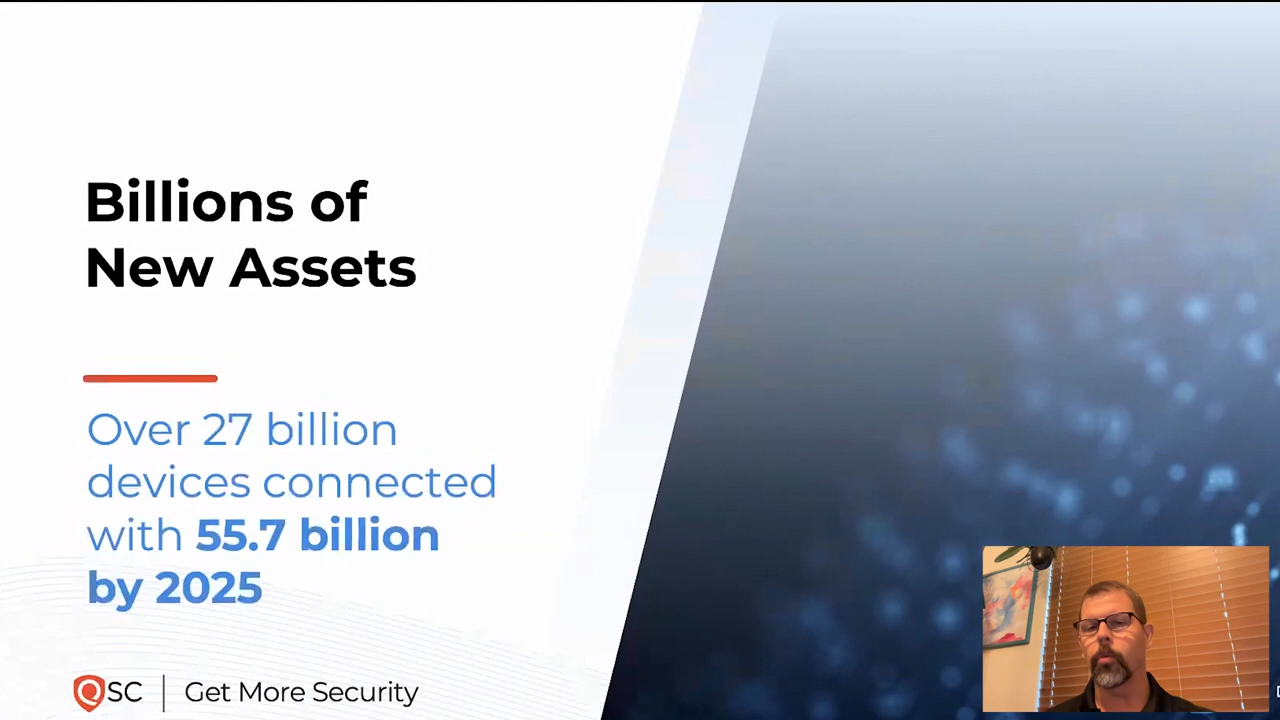 Billions of
New Assets
Over 27 billion
devices connected
with 55.7 billion
by 2025
QSC | Get More Security